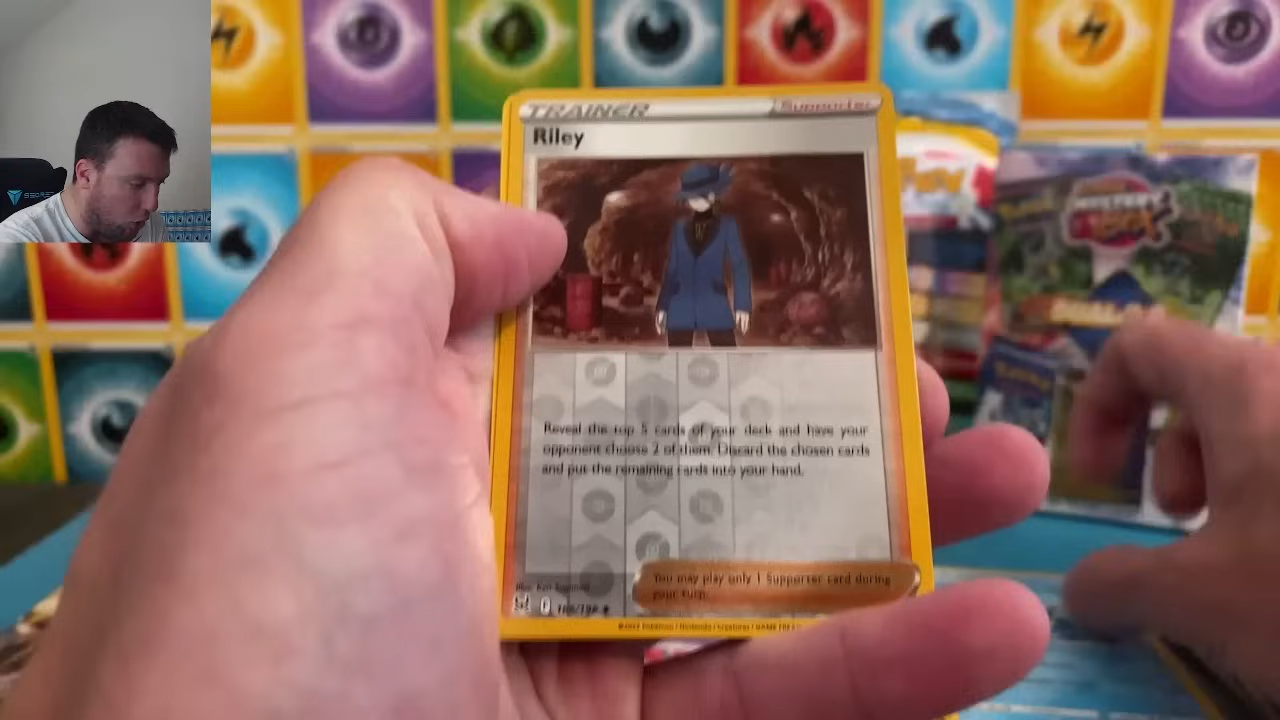 TRAINER
Supporter
Riley
Reveal the top 5 cards of your deck and have your
opponent choose 2 of them. Discard the chosen cards
and put the remaining cards into your hand.
You may play only 1 Supporter card during
your turn.
MYSTERY